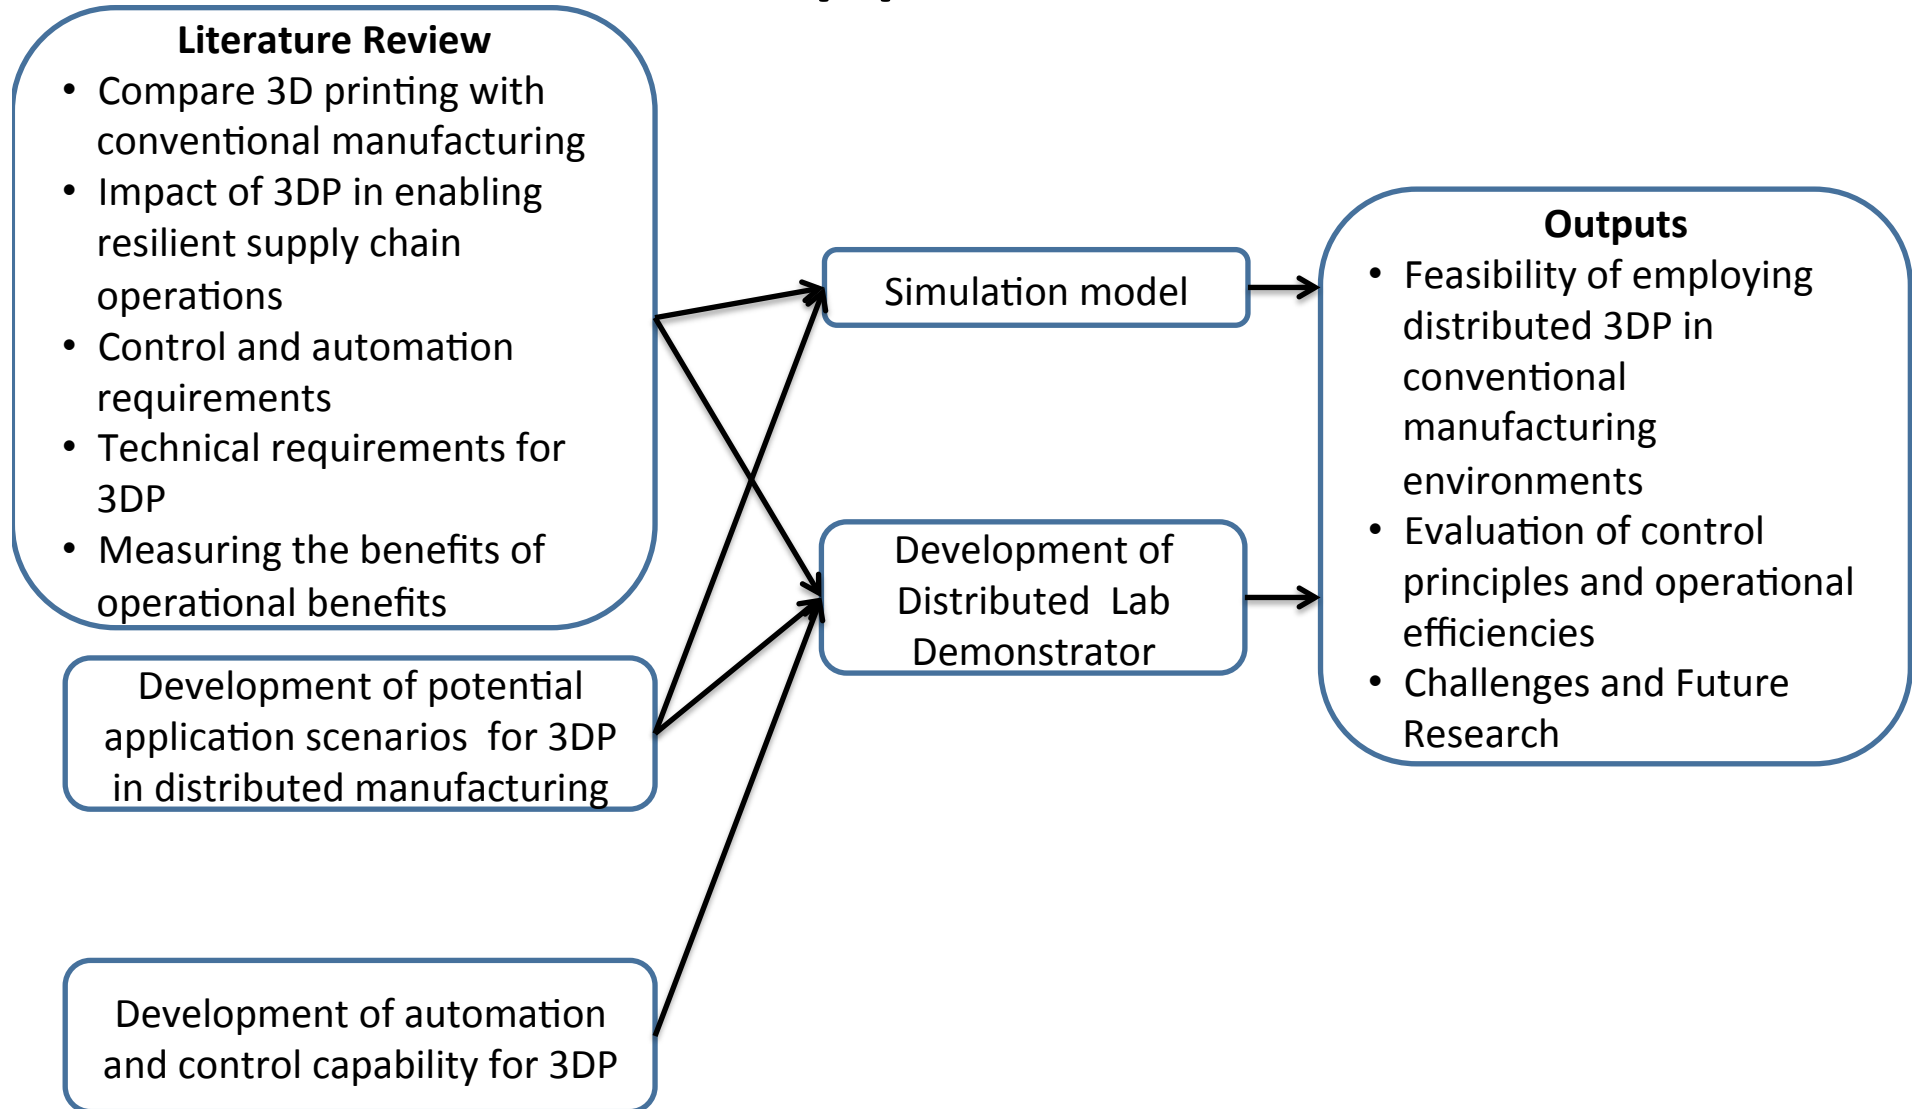 Literature Review
• Compare 3D printing with
conventional manufacturing
• Impact of 3DP in enabling
resilient supply chain
operations
• Control and automation
requirements
• Technical requirements for
3DP
• Measuring the benefits of
operational benefits
Development of potential
application scenarios for 3DP
in distributed manufacturing
Development of automation
and control capability for 3DP
Simulation model
Development of
Distributed Lab
Demonstrator
Outputs
• Feasibility of employing
distributed 3DP in
conventional
manufacturing
environments
• Evaluation of control
principles and operational
efficiencies
• Challenges and Future
Research